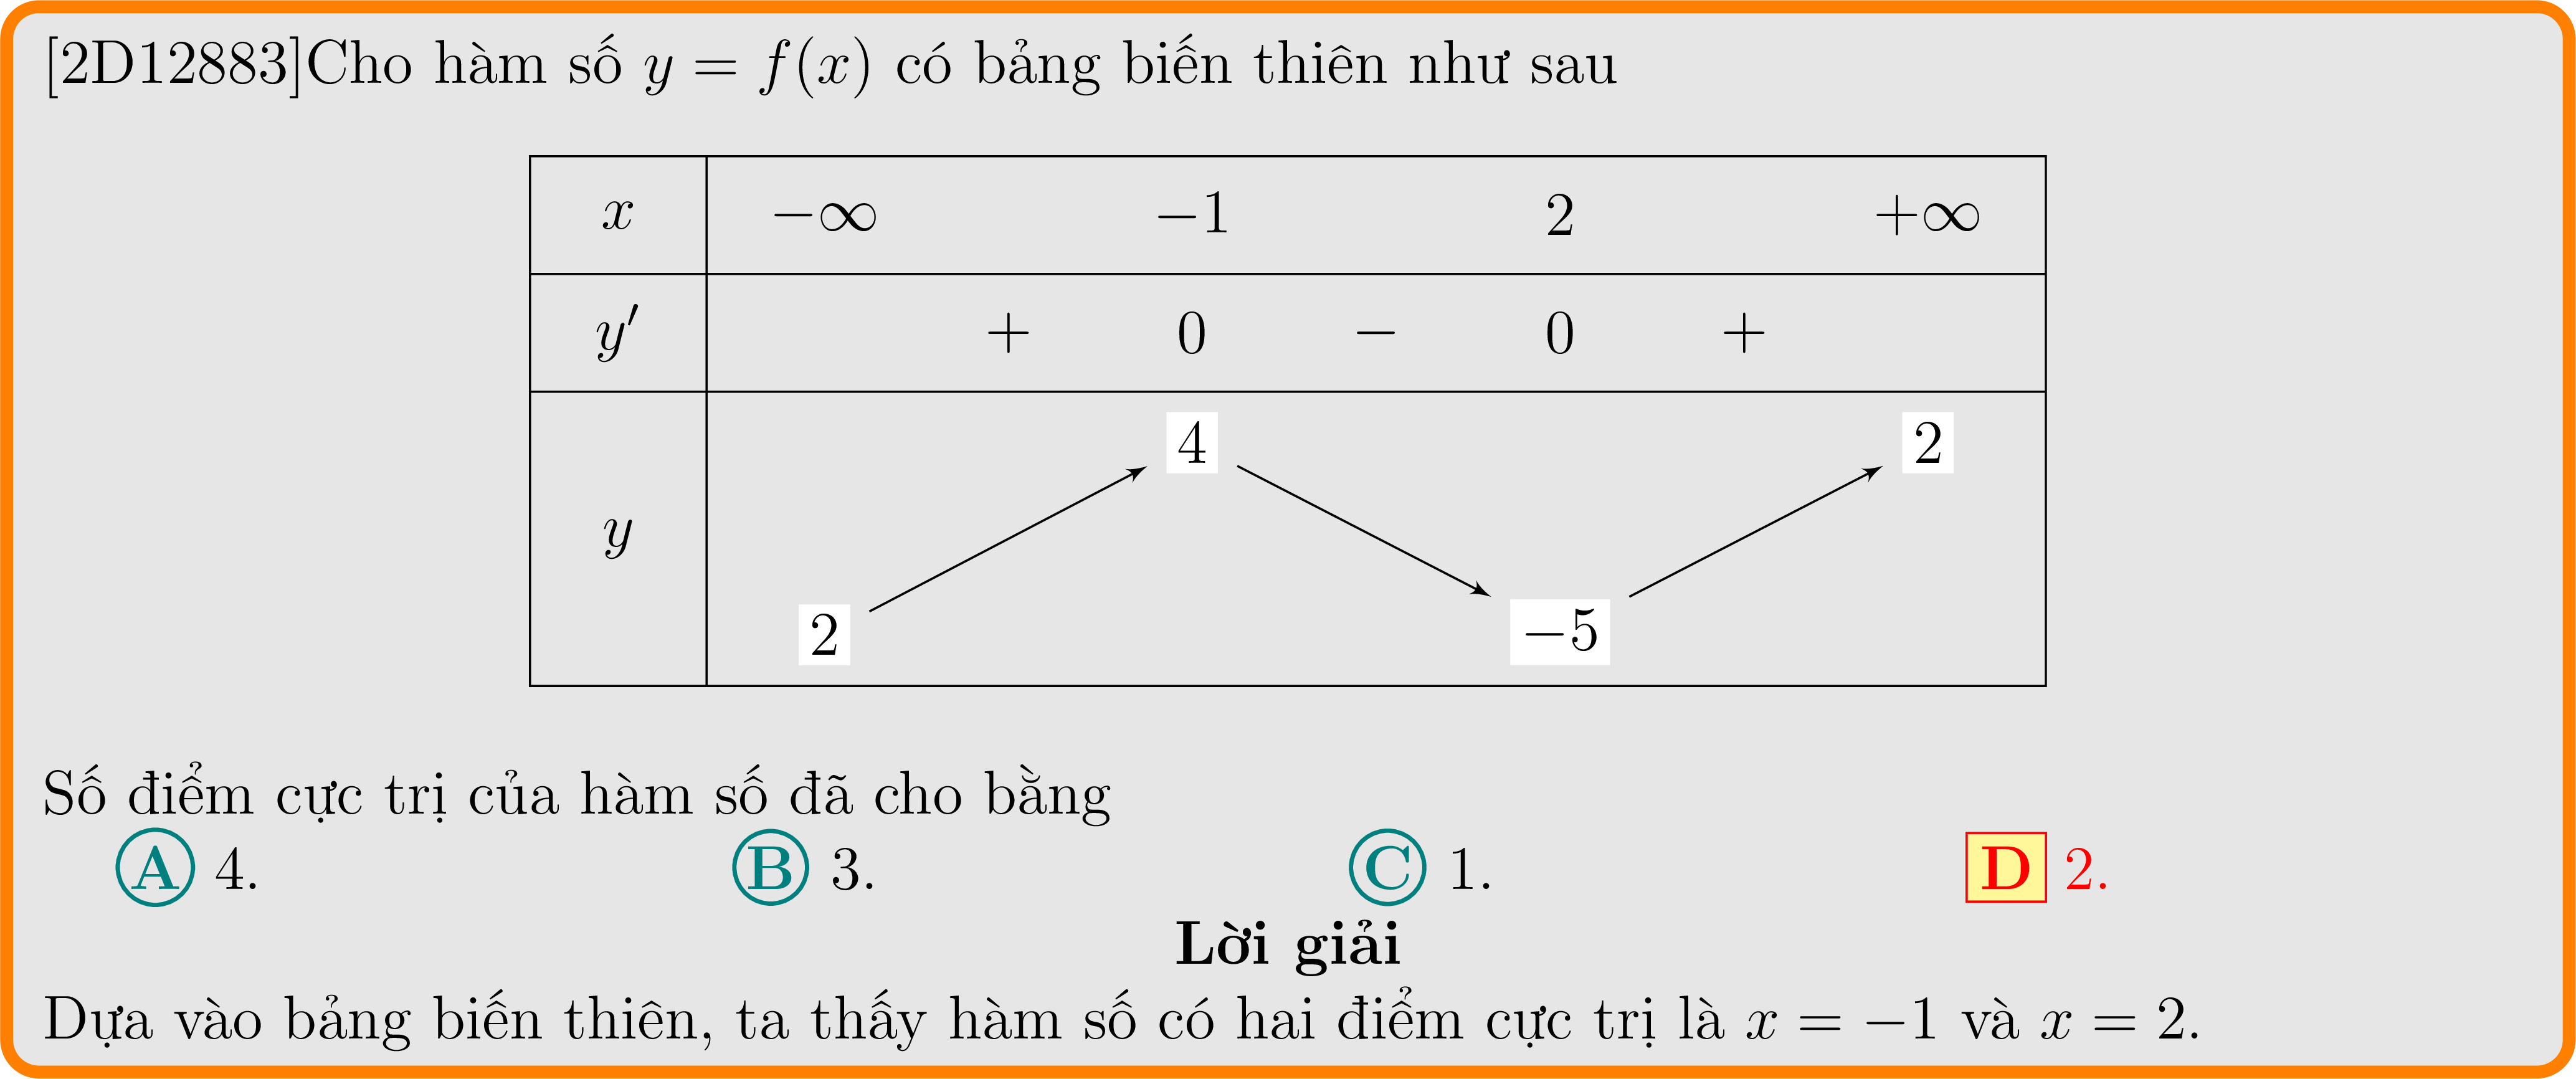 [2D12883]Cho hàm số y = f(x) có bảng biến thiên như sau
x −∞ −1 2 +∞
y′ + 0 − 0 +
4 2
y
2 −5
Số điểm cực trị của hàm số đã cho bằng
A 4. B 3. C 1. D 2.
Lời giải
Dựa vào bảng biến thiên, ta thấy hàm số có hai điểm cực trị là x = −1 và x = 2.